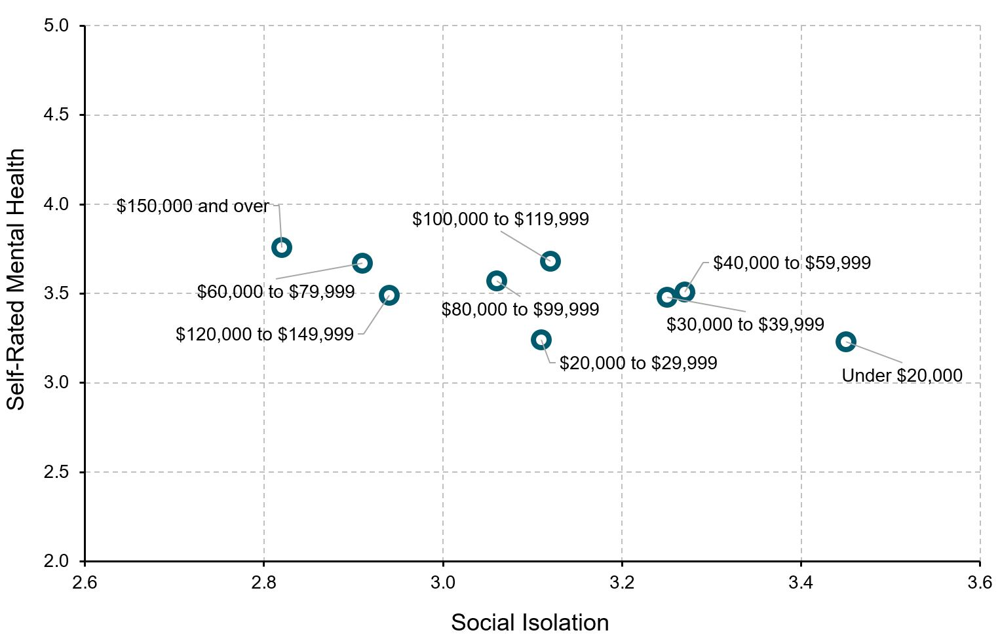 5.0
4.5
4.0
3.5
3.0
2.5
2.0
Self-Rated Mental Health
$150,000 and over
$100,000 to $119,999
$40,000 to $59,999
$60,000 to $79,999
$80,000 to $99,999
$30,000 to $39,999
$120,000 to $149,999
$20,000 to $29,999
Under $20,000
2.6 2.8 3.0 3.2 3.4 3.6
Social Isolation